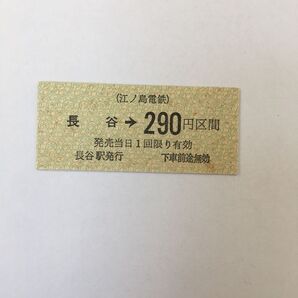 (江ノ島電鉄)
長 谷 → 290円区間
発売当日1回限り有効
長谷駅発行 下車前途無効